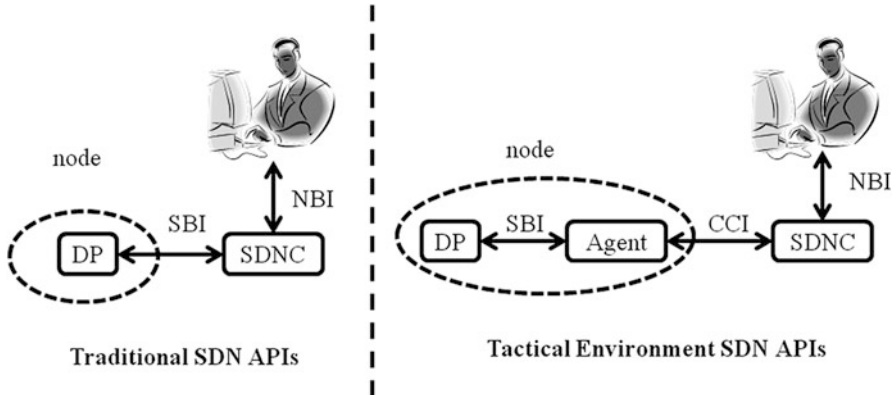 node
NBI
SBI
DP
SDNC
Traditional SDN APIs
node
NBI
DP
SBI
Agent
CCI
SDNC
Tactical Environment SDN APIs